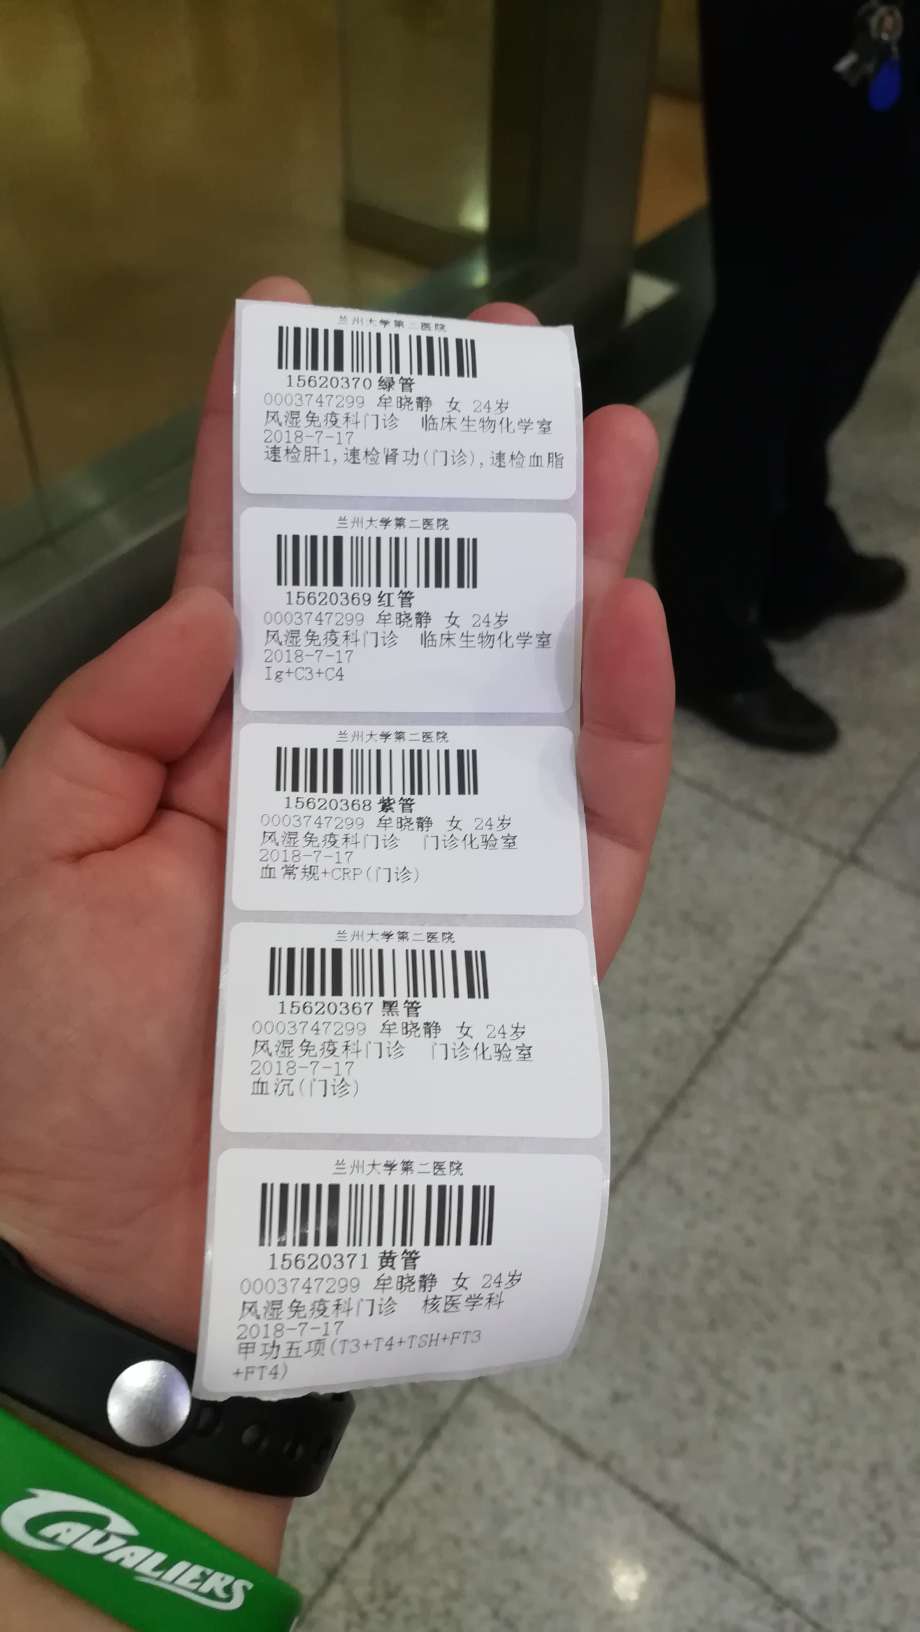 兰州大学第二医院
15620370 绿管
0003747299 牟晓静 女 24岁
风湿免疫科门诊 临床生物化学室
2018-7-17
速检肝1,速检肾功(门诊),速检血脂
兰州大学第二医院
15620369 红管
0003747299 牟晓静 女 24岁
风湿免疫科门诊 临床生物化学室
2018-7-17
Ig+C3+C4
兰州大学第二医院
15620368 紫管
0003747299 牟晓静 女 24岁
风湿免疫科门诊 门诊化验室
2018-7-17
血常规+CRP(门诊)
兰州大学第二医院
15620367 黑管
0003747299 牟晓静 女 24岁
风湿免疫科门诊 门诊化验室
2018-7-17
血沉(门诊)
兰州大学第二医院
15620371 黄管
0003747299 牟晓静 女 24岁
风湿免疫科门诊 核医学科
2018-7-17
甲功五项(T3+T4+TSH+FT3
+FT4)
CAVALIERS